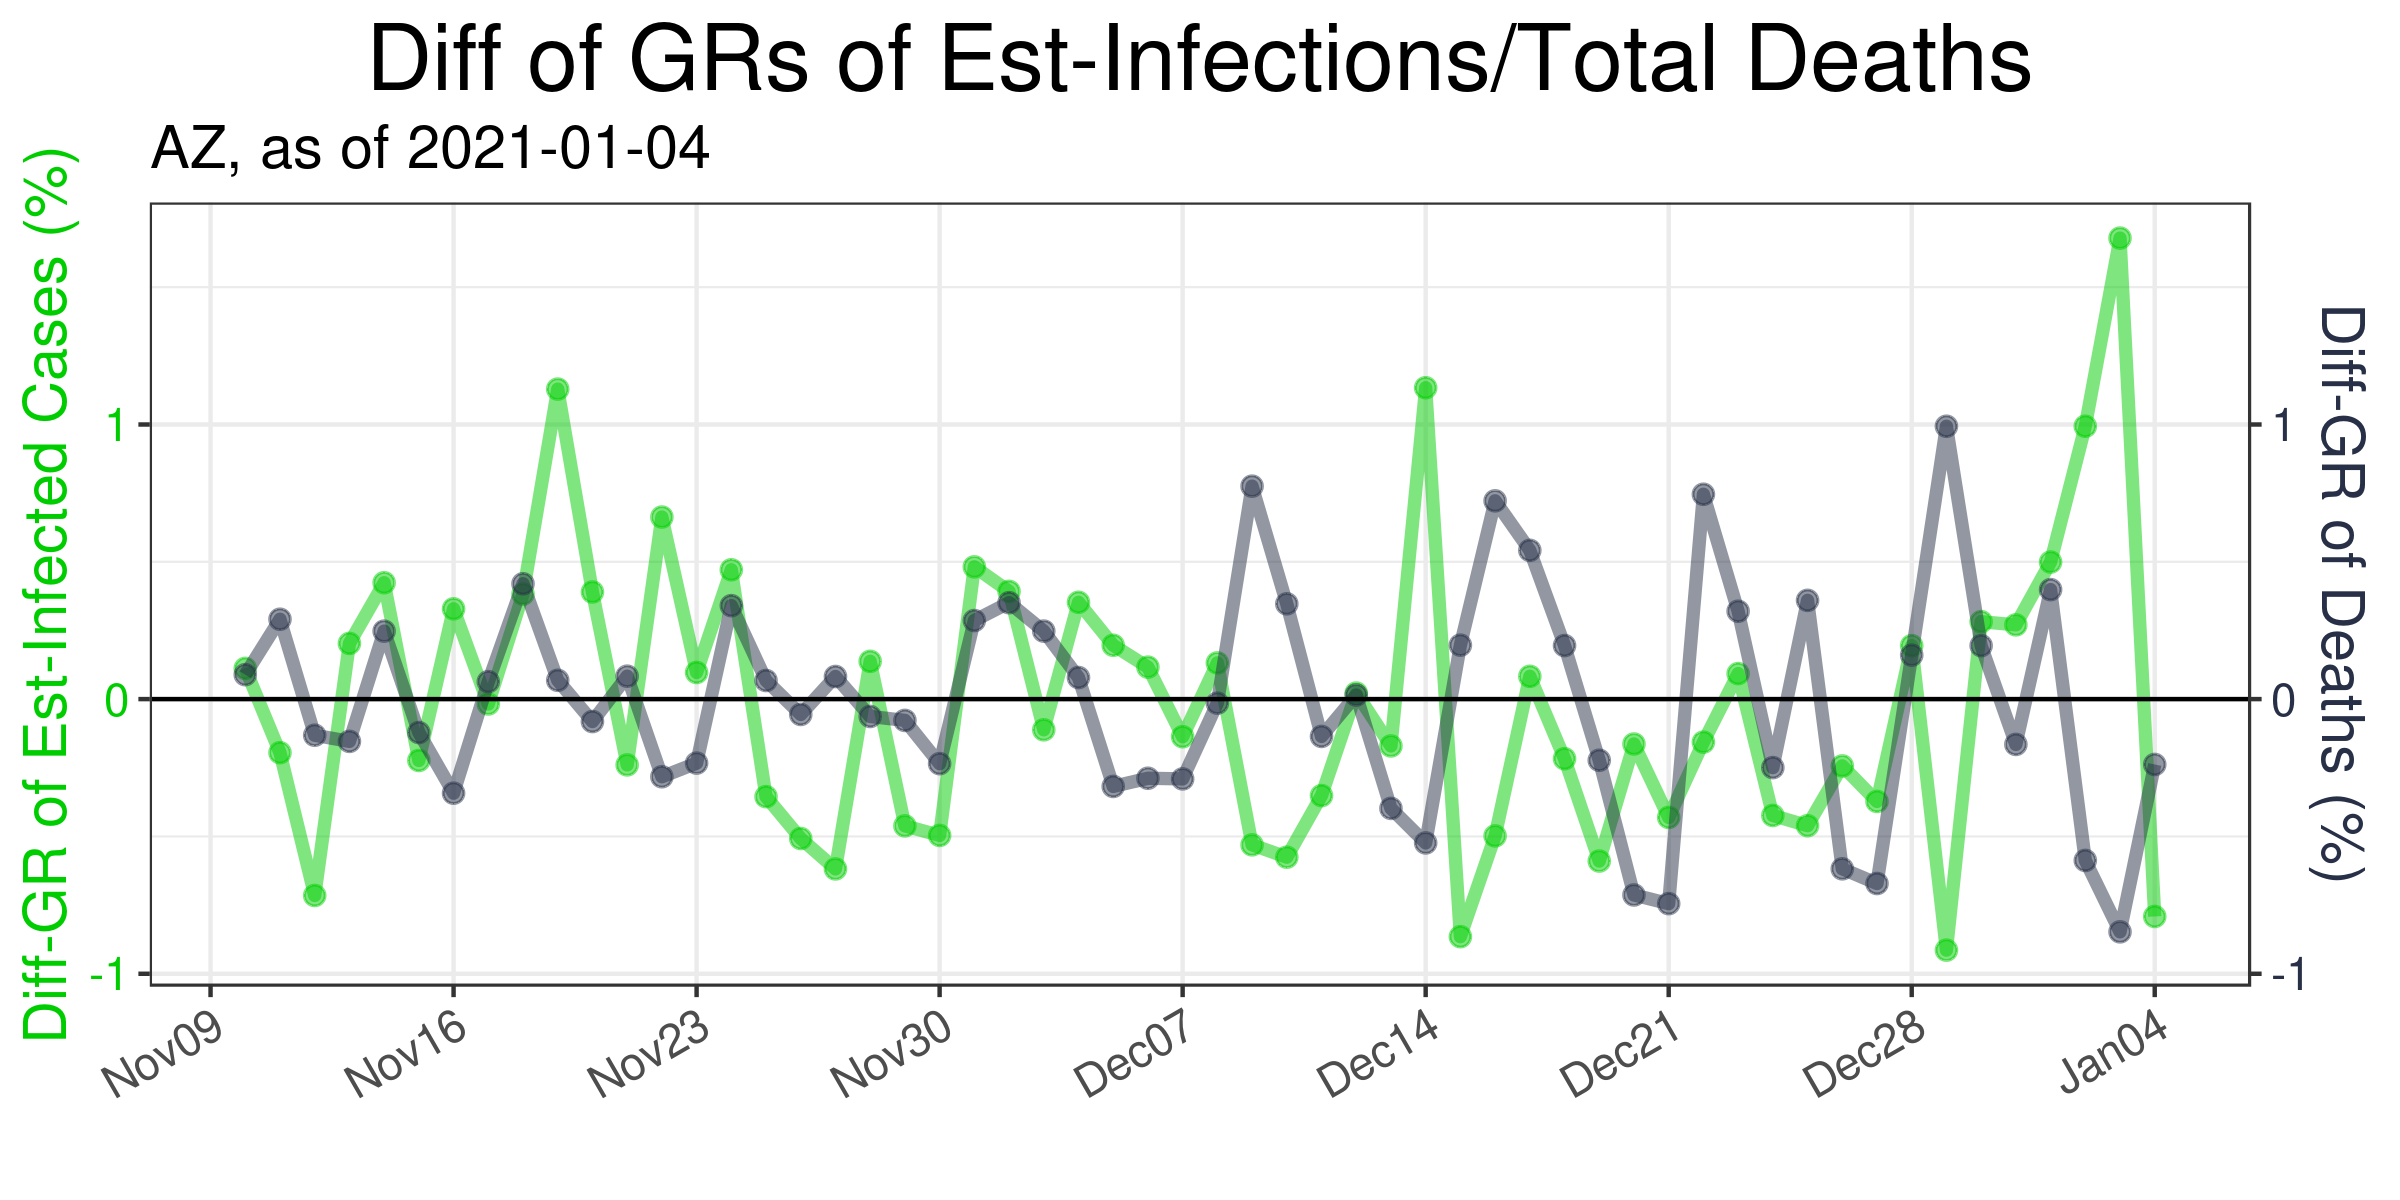 Diff of GRs of Est-Infections/Total Deaths
AZ, as of 2021-01-04
Diff-GR of Est-Infected Cases (%)
1
0
-1
1
0
-1
Diff-GR of Deaths (%)
Nov09
Nov16
Nov23
Nov30
Dec07
Dec14
Dec21
Dec28
Jan04